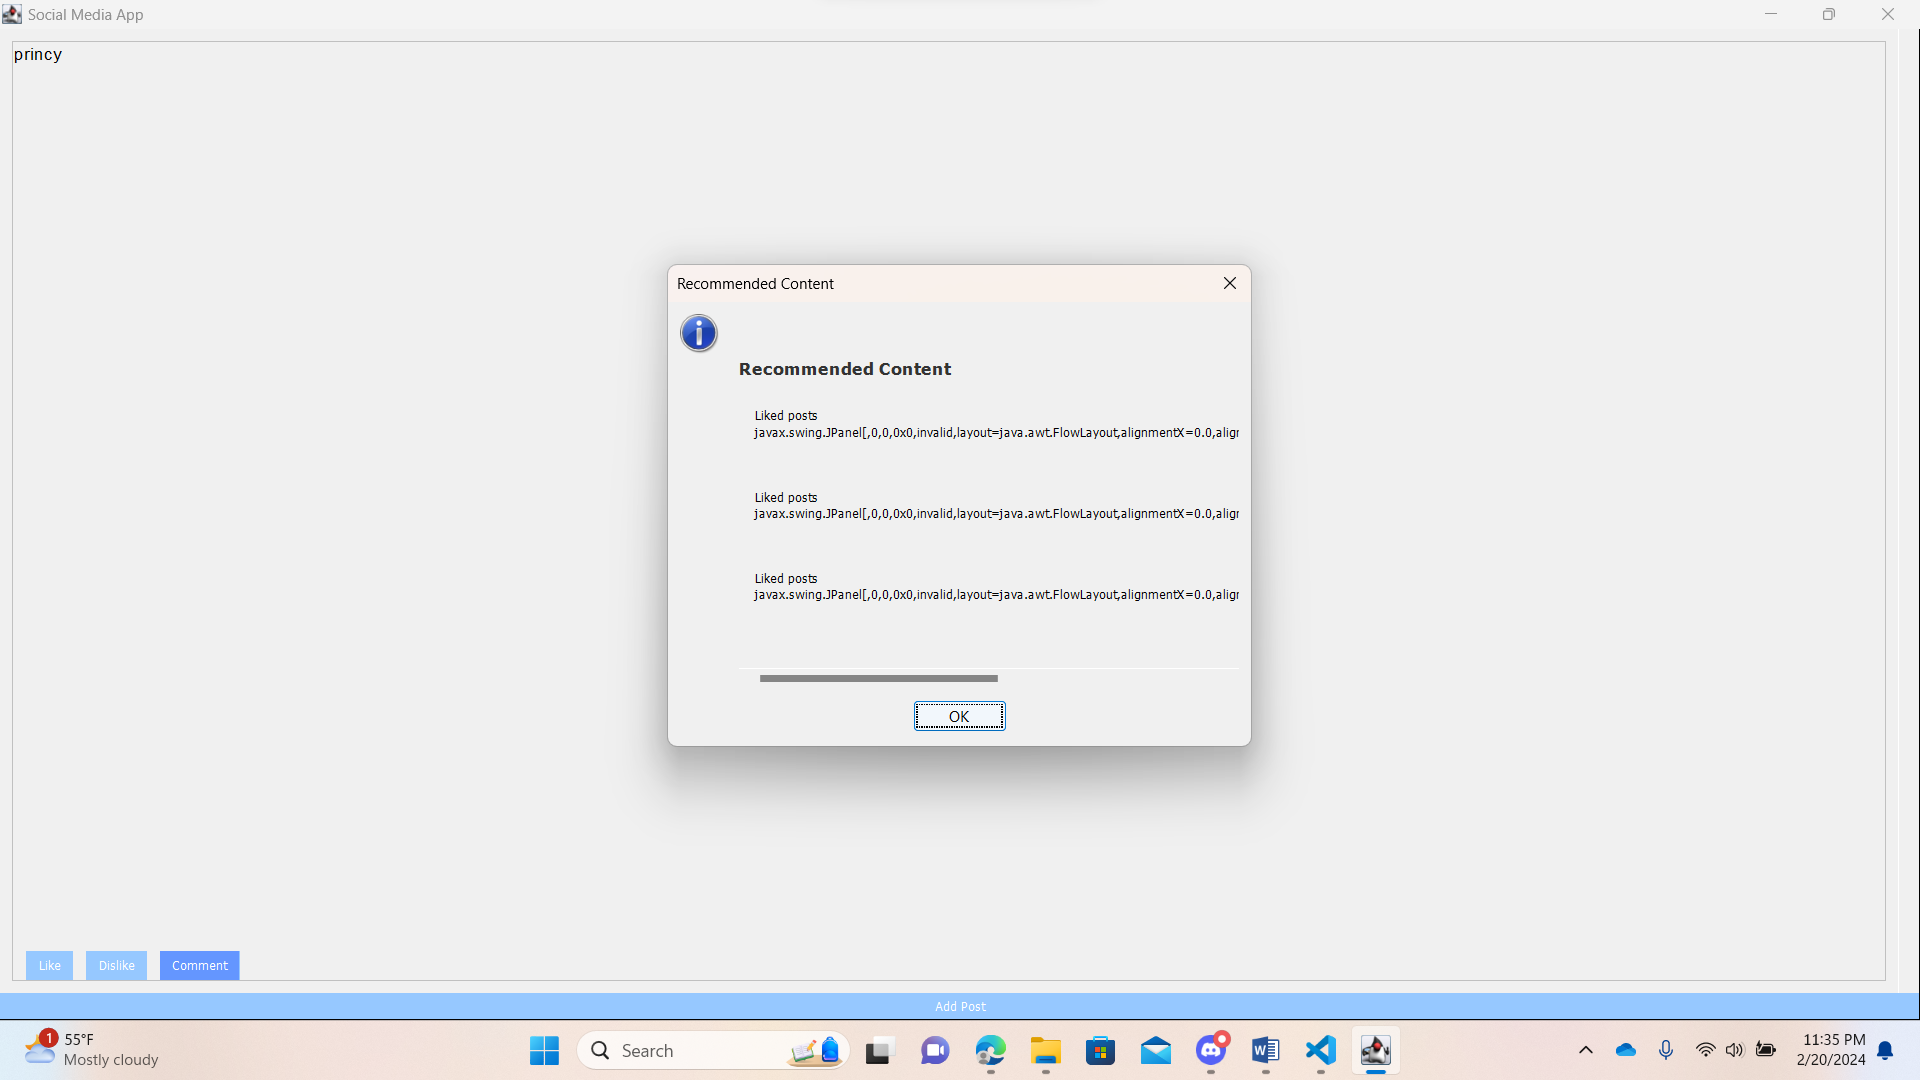 Social Media App
princy
Recommended Content
Recommended Content
Liked posts
javax.swing.JPanel[,0,0,0x0,invalid,layout=java.awt.FlowLayout,alignmentX=0.0,align
Liked posts
javax.swing.JPanel[,0,0,0x0,invalid,layout=java.awt.FlowLayout,alignmentX=0.0,align
Liked posts
javax.swing.JPanel[,0,0,0x0,invalid,layout=java.awt.FlowLayout,alignmentX=0.0,align
OK
Like Dislike Comment
Add Post
1
55°F
Mostly cloudy
Search
11:35 PM
2/20/2024